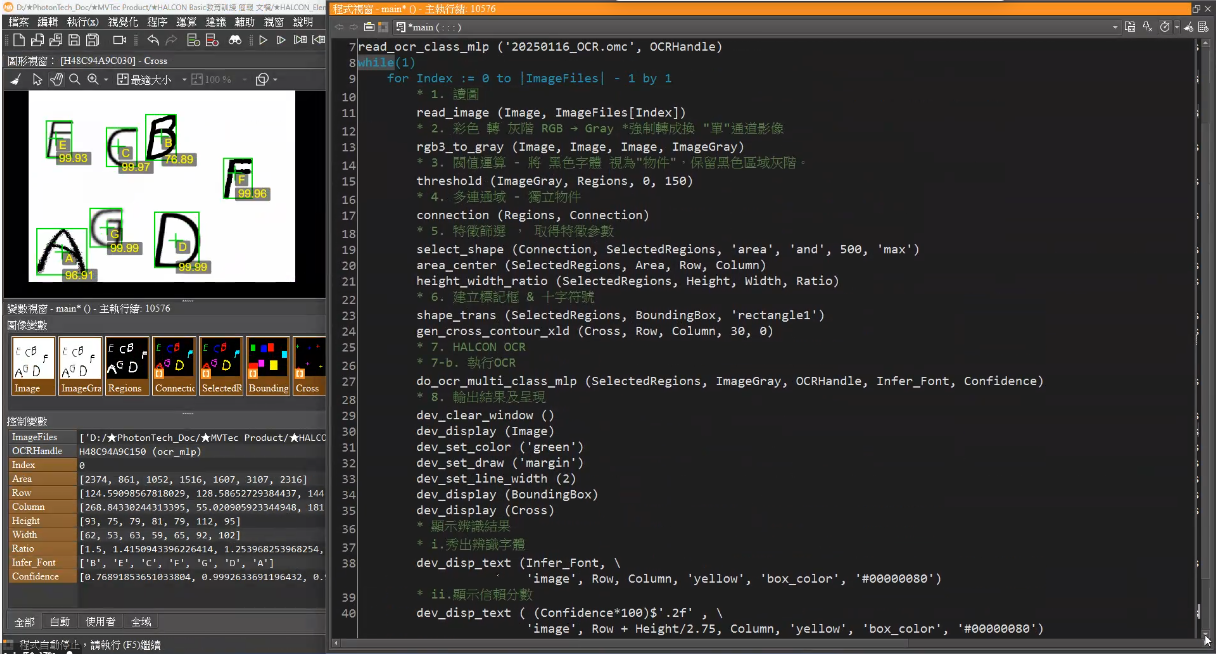 D:/★PhotonTech_Doc/★MVTec Product/★HALCON Basic教育訓練 整理 文檔/★HALCON_Elem
程式視窗 - main* () - 主執行緒: 10576
檔案 編輯 執行(x) 視覺化 程序 運算 建議 輔助 視窗 說明
*main ( : : : )
圖形視窗： [H48C94A9C030] - Cross
最適大小
100 %
E
99.93
C
99.97
B
76.89
F
99.96
G
99.99
A
96.91
D
99.99
變數視窗 - main* () - 主執行緒: 10576
圖像變數
Image
ImageGra
Regions
Connectic
SelectedR
Bounding
Cross
控制變數
ImageFiles ['D:/★PhotonTech_Doc/★MVTec Product/★HALCO
OCRHandle H48C94A9C150 (ocr_mlp)
Index 0
Area [2374, 861, 1052, 1516, 1607, 3107, 2316]
Row [124.59098567818029, 128.58652729384437, 144
Column [268.84330244313395, 55.020905923344948, 181
Height [93, 75, 79, 81, 79, 112, 95]
Width [62, 53, 63, 59, 65, 92, 102]
Ratio [1.5, 1.4150943396226414, 1.253968253968254,
Infer_Font ['B', 'E', 'C', 'F', 'G', 'D', 'A']
Confidence [0.76891853651033804, 0.9992633691196432, 0.
全部 自動 使用者 全域
程式自動停止，請執行 (F5)繼續
7 read_ocr_class_mlp ('20250116_OCR.omc', OCRHandle)
8 while(1)
9 for Index := 0 to |ImageFiles| - 1 by 1
10 * 1. 讀圖
11 read_image (Image, ImageFiles[Index])
12 * 2. 彩色 轉 灰階 RGB → Gray *強制轉成換 "單"通道影像
13 rgb3_to_gray (Image, Image, Image, ImageGray)
14 * 3. 閥值運算 - 將 黑色字體 視為"物件"，保留黑色區域灰階。
15 threshold (ImageGray, Regions, 0, 150)
16 * 4. 多連通域 - 獨立物件
17 connection (Regions, Connection)
18 * 5. 特徵篩選 ， 取得特徵參數
19 select_shape (Connection, SelectedRegions, 'area', 'and', 500, 'max')
20 area_center (SelectedRegions, Area, Row, Column)
21 height_width_ratio (SelectedRegions, Height, Width, Ratio)
22 * 6. 建立標記框 & 十字符號
23 shape_trans (SelectedRegions, BoundingBox, 'rectangle1')
24 gen_cross_contour_xld (Cross, Row, Column, 30, 0)
25 * 7. HALCON OCR
26 * 7-b. 執行OCR
27 do_ocr_multi_class_mlp (SelectedRegions, ImageGray, OCRHandle, Infer_Font, Confidence)
28 * 8. 輸出結果及呈現
29 dev_clear_window ()
30 dev_display (Image)
31 dev_set_color ('green')
32 dev_set_draw ('margin')
33 dev_set_line_width (2)
34 dev_display (BoundingBox)
35 dev_display (Cross)
36 * 顯示辨識結果
37 * i.秀出辨識字體
38 dev_disp_text (Infer_Font, \
'image', Row, Column, 'yellow', 'box_color', '#00000080')
39 * ii.顯示信賴分數
40 dev_disp_text ( (Confidence*100)$'.2f' , \
'image', Row + Height/2.75, Column, 'yellow', 'box_color', '#00000080')